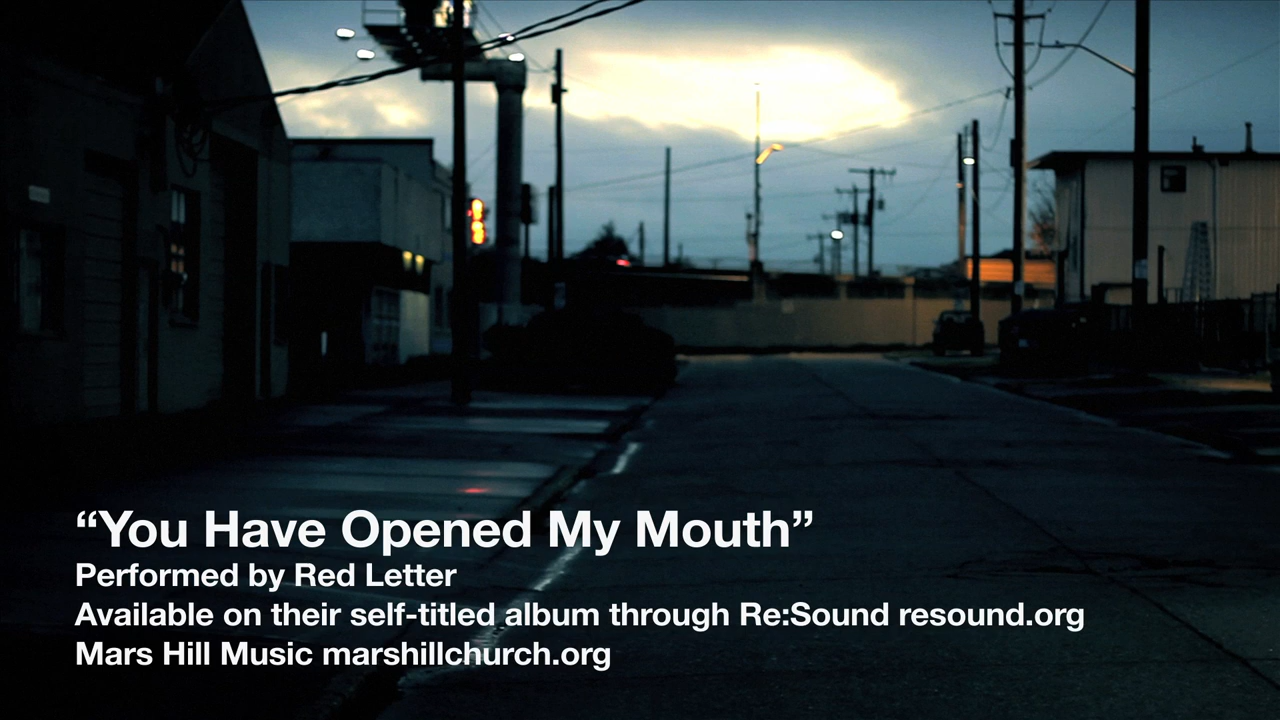 “You Have Opened My Mouth”
Performed by Red Letter
Available on their self-titled album through Re:Sound resound.org
Mars Hill Music marshillchurch.org